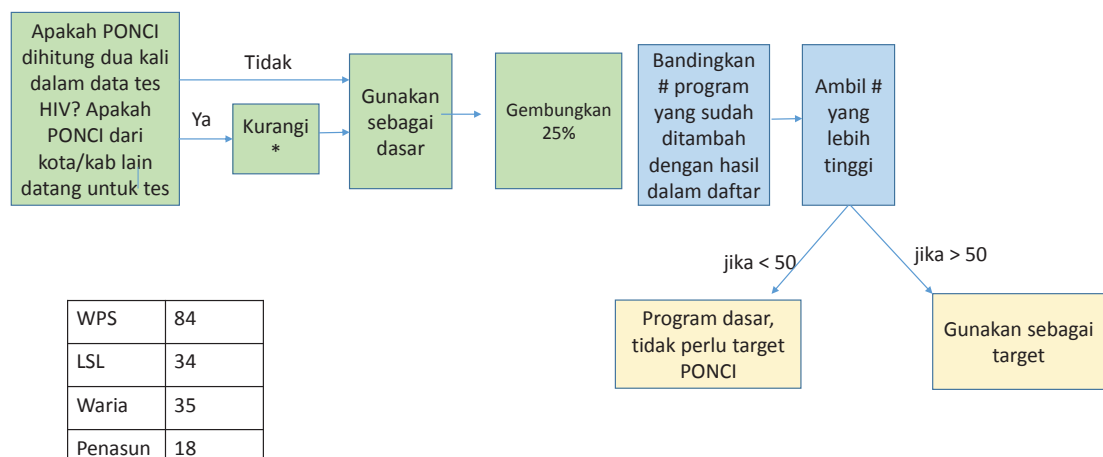 Apakah PONCI
dihitung dua kali
dalam data tes
HIV? Apakah
PONCI dari
kota/kab lain
datang untuk tes
Tidak
Ya
Kurangi
*
Gunakan
sebagai
dasar
Gembungkan
25%
Bandingkan
# program
yang sudah
ditambah
dengan hasil
dalam daftar
Ambil #
yang
lebih
tinggi
jika < 50
jika > 50
Program dasar,
tidak perlu target
PONCI
Gunakan sebagai
target
WPS 84
LSL 34
Waria 35
Penasun 18